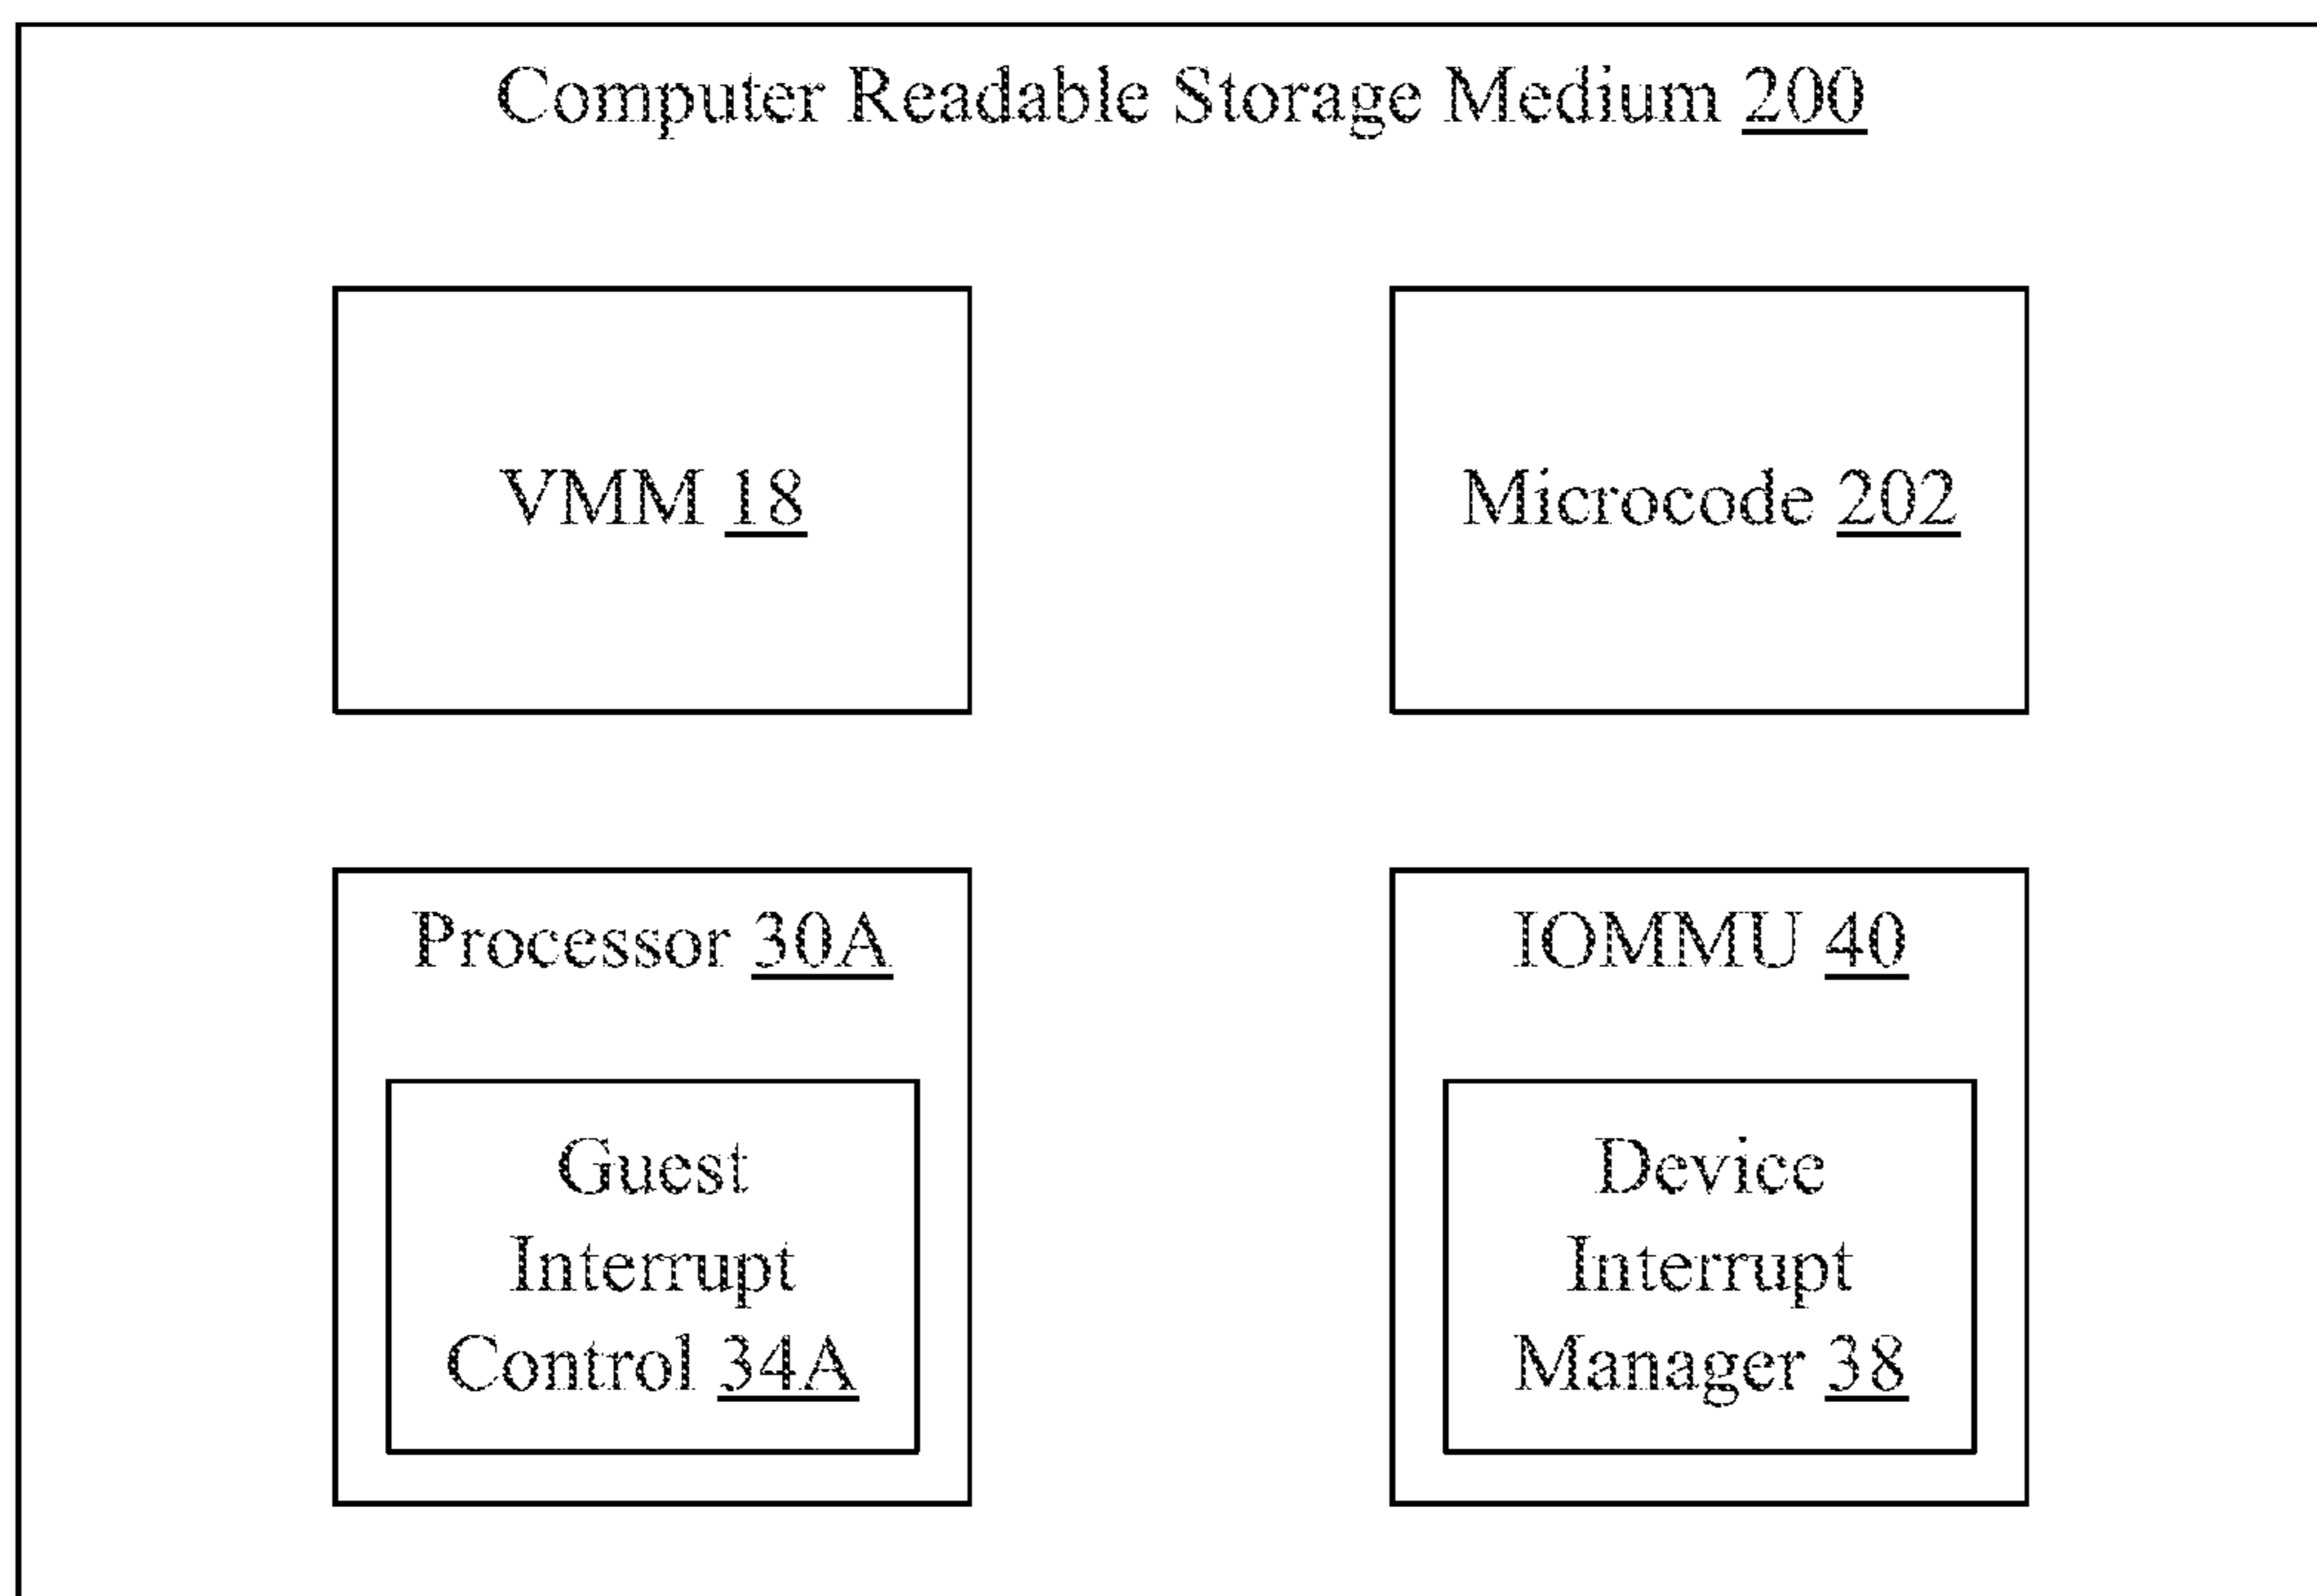 Computer Readable Storage Medium 200
VMM 18
Microcode 202
Processor 30A
Guest
Interrupt
Control 34A
IOMMU 40
Device
Interrupt
Manager 38